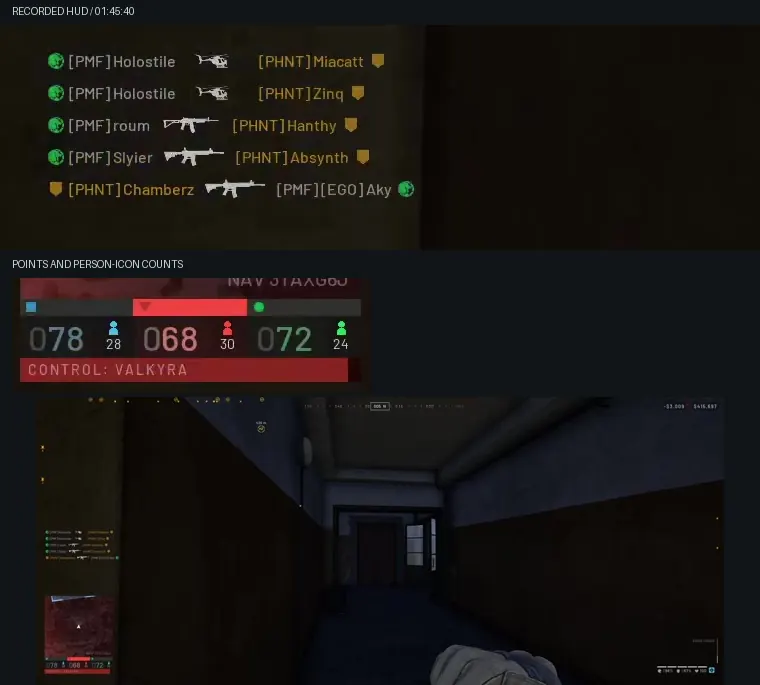 RECORDED HUD / 01:45:40
[PMF]Holostile [PHNT]Miacatt
[PMF]Holostile [PHNT]Zinq
[PMF]roum [PHNT]Hanthy
[PMF]Slyier [PHNT]Absynth
[PHNT]Chamberz [PMF][EGO]Aky
POINTS AND PERSON-ICON COUNTS
078 28 068 30 072 24
CONTROL: VALKYRA